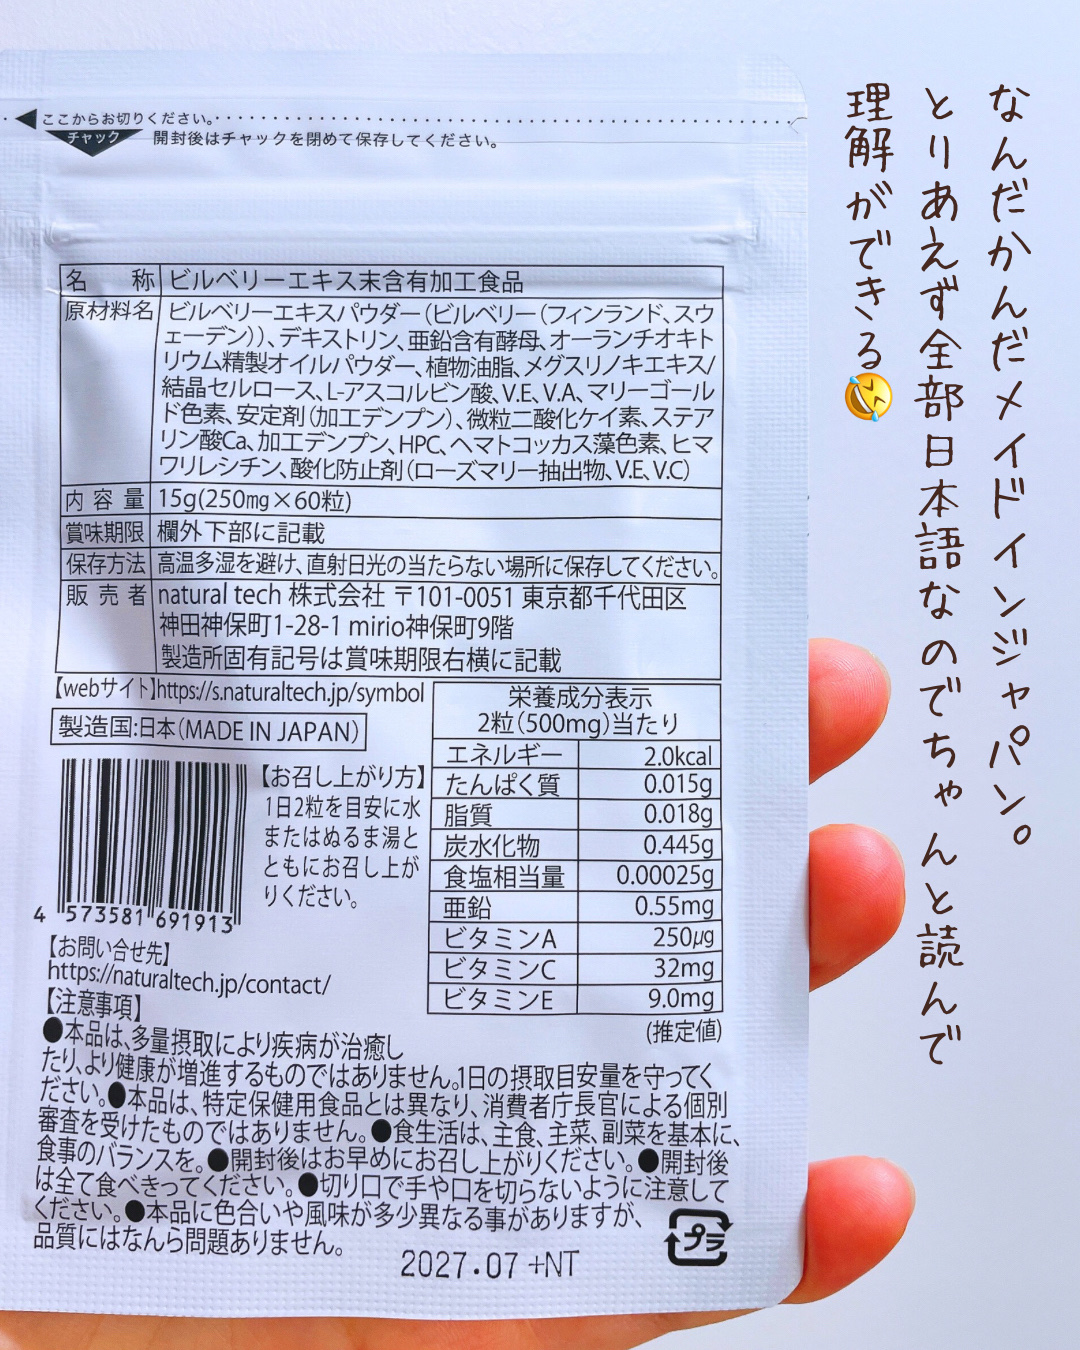 なんだかんだメイドインジャパン。
とりあえず全部日本語なのでちゃんと読んで
理解ができる🤣
ここからお切りください。
チャック 開封後はチャックを閉めて保存してください。
名称 ビルベリーエキス末含有加工食品
原材料名 ビルベリーエキスパウダー(ビルベリー(フィンランド、スウ
ェーデン))、デキストリン、亜鉛含有酵母、オーランチオキト
リウム精製オイルパウダー、植物油脂、メグスリノキエキス/
結晶セルロース、L-アスコルビン酸、V.E、V.A、マリーゴール
ド色素、安定剤(加工デンプン)、微粒二酸化ケイ素、ステア
リン酸Ca、加工デンプン、HPC、ヘマトコッカス藻色素、ヒマ
ワリレシチン、酸化防止剤(ローズマリー抽出物、V.E、V.C)
内容量 15g(250mg×60粒)
賞味期限 欄外下部に記載
保存方法 高温多湿を避け、直射日光の当たらない場所に保存してください。
販売者 natural tech 株式会社 〒101-0051 東京都千代田区
神田神保町1-28-1 mirio神保町9階
製造所固有記号は賞味期限右横に記載
【webサイト】https://s.naturaltech.jp/symbol
製造国:日本(MADE IN JAPAN)
【お召し上がり方】
1日2粒を目安に水
またはぬるま湯と
ともにお召し上が
りください。
4 573581 691913
栄養成分表示
2粒(500mg)当たり
エネルギー 2.0kcal
たんぱく質 0.015g
脂質 0.018g
炭水化物 0.445g
食塩相当量 0.00025g
亜鉛 0.55mg
ビタミンA 250μg
ビタミンC 32mg
ビタミンE 9.0mg
(推定値)
【お問い合せ先】
https://naturaltech.jp/contact/
【注意事項】
●本品は、多量摂取により疾病が治癒し
たり、より健康が増進するものではありません。1日の摂取目安量を守ってく
ださい。●本品は、特定保健用食品とは異なり、消費者庁長官による個別
審査を受けたものではありません。●食生活は、主食、主菜、副菜を基本に、
食事のバランスを。●開封後はお早めにお召し上がりください。●開封後
は全て食べきってください。●切り口で手や口を切らないように注意して
ください。●本品に色合いや風味が多少異なる事がありますが、
品質にはなんら問題ありません。
プラ
2027.07 +NT